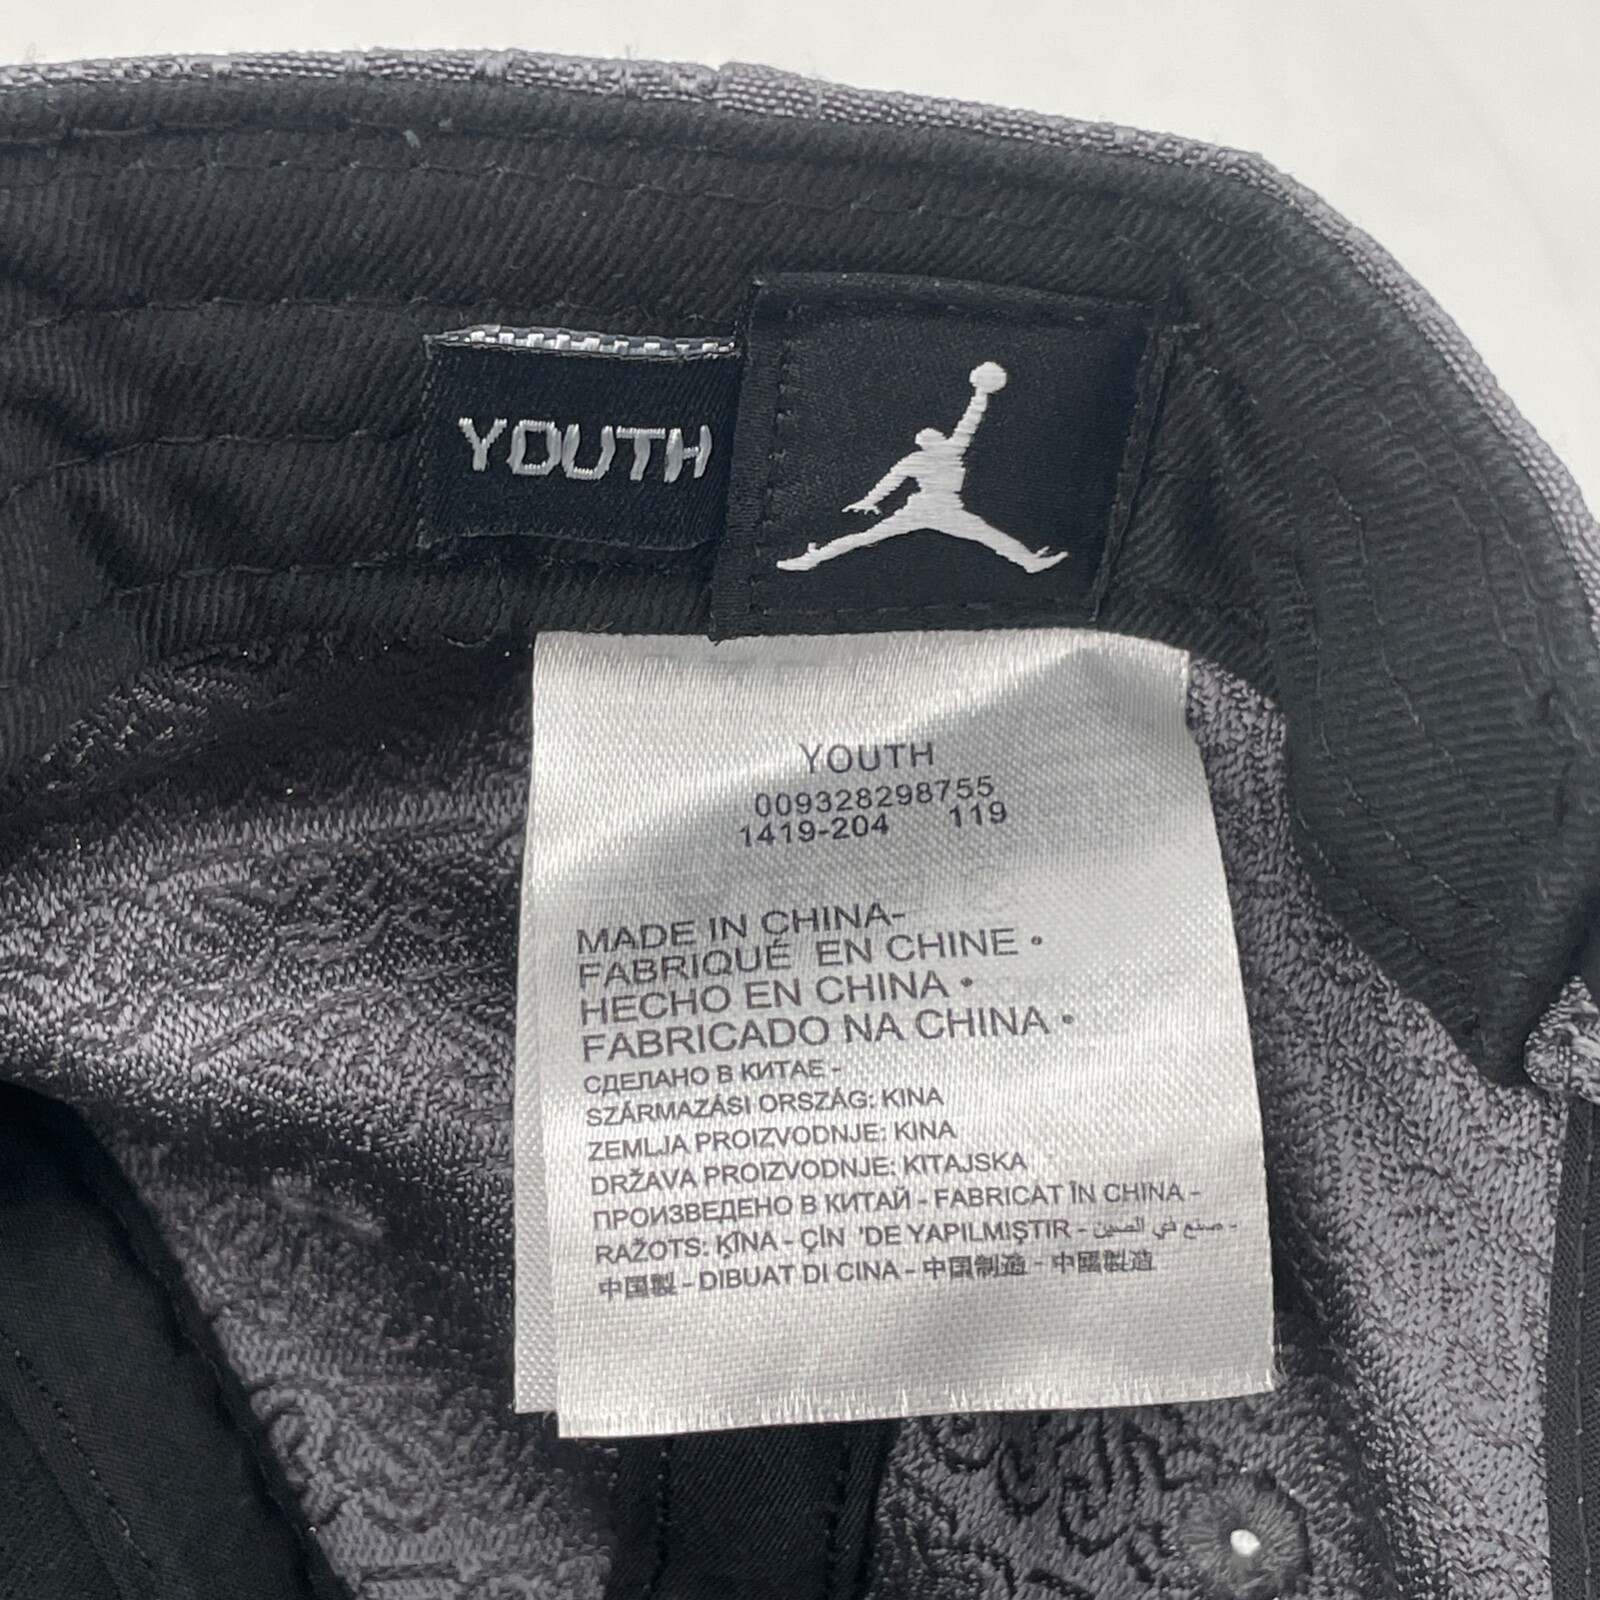 YOUTH
YOUTH
009328298755
1419-204 119
MADE IN CHINA-
FABRIQUÉ EN CHINE •
HECHO EN CHINA •
FABRICADO NA CHINA •
СДЕЛАНО В КИТАЕ -
SZÁRMAZÁSI ORSZÁG: KINA
ZEMLJA PROIZVODNJE: KINA
DRŽAVA PROIZVODNJE: KITAJSKA
ПРОИЗВЕДЕНО В КИТАЙ - FABRICAT ÎN CHINA -
RAŽOTS: ĶĪNA - ÇİN 'DE YAPILMIŞTIR - صنع في الصين -
中国製 - DIBUAT DI CINA - 中国制造 - 中國製造